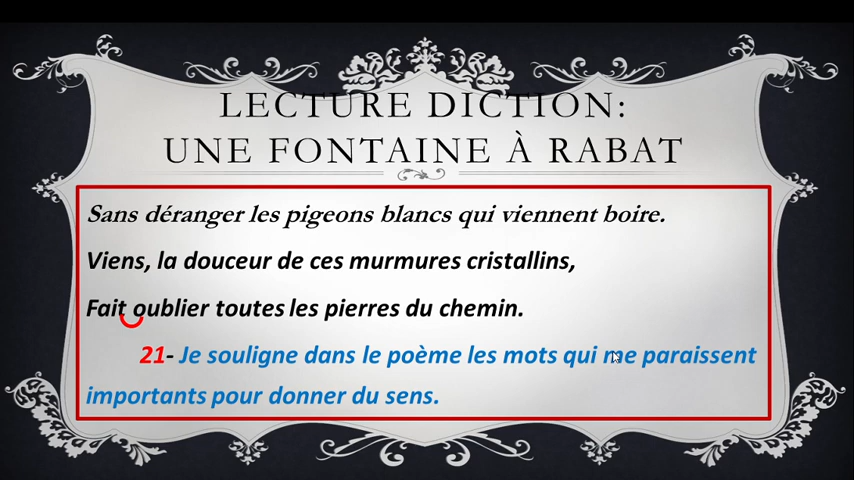 LECTURE DICTION:
UNE FONTAINE À RABAT
Sans déranger les pigeons blancs qui viennent boire.
Viens, la douceur de ces murmures cristallins,
Fait oublier toutes les pierres du chemin.
21- Je souligne dans le poème les mots qui me paraissent
importants pour donner du sens.